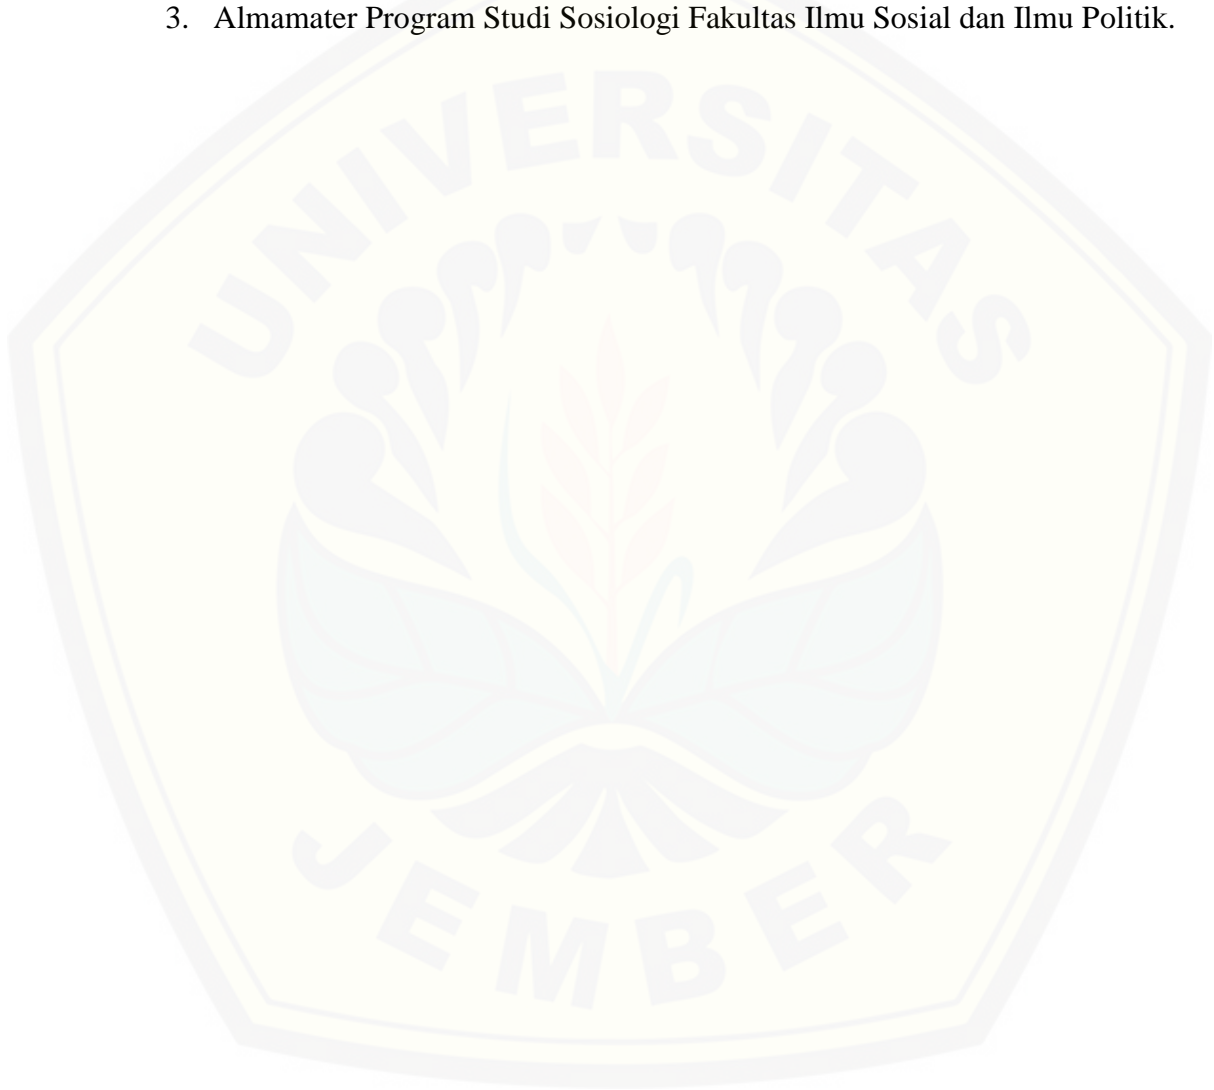 3. Almamater Program Studi Sosiologi Fakultas Ilmu Sosial dan Ilmu Politik.
UNIVERSITAS
JEMBER